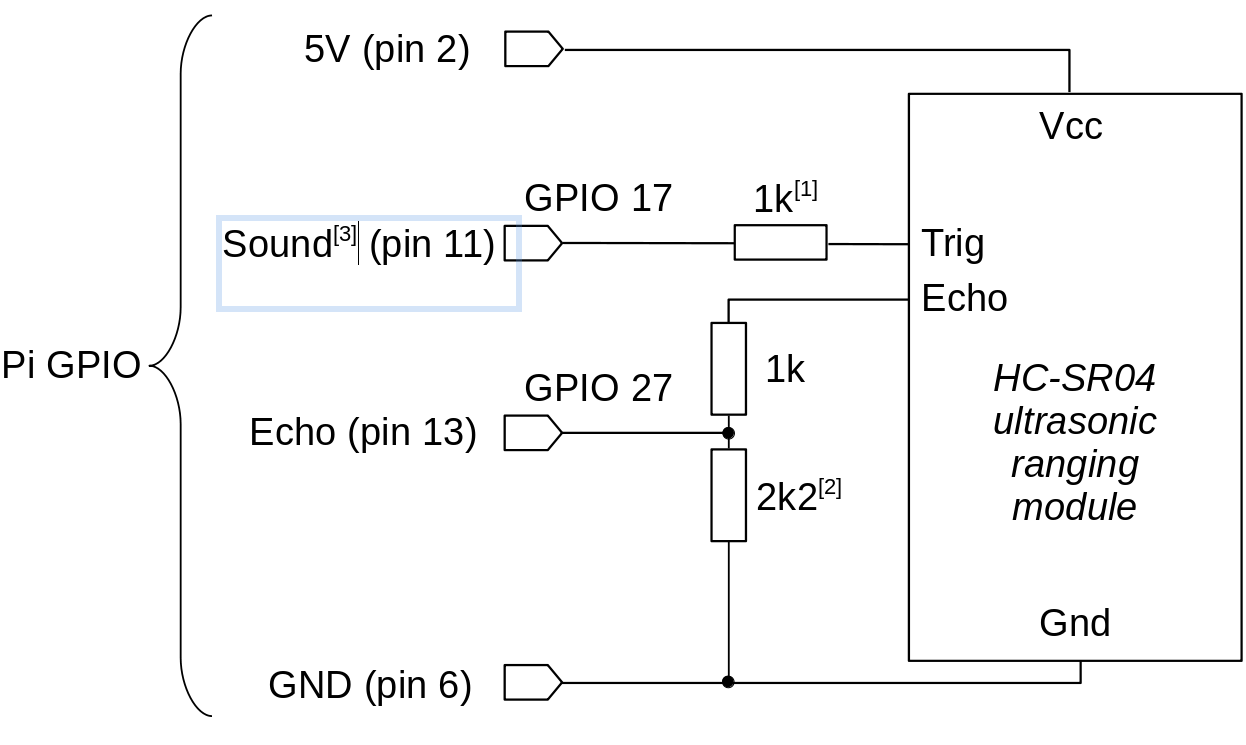 5V (pin 2)
Vcc
GPIO 17
1k[1]
Sound[3] (pin 11)
Trig
Echo
Pi GPIO
GPIO 27
1k
HC-SR04
ultrasonic
ranging
module
Echo (pin 13)
2k2[2]
Gnd
GND (pin 6)